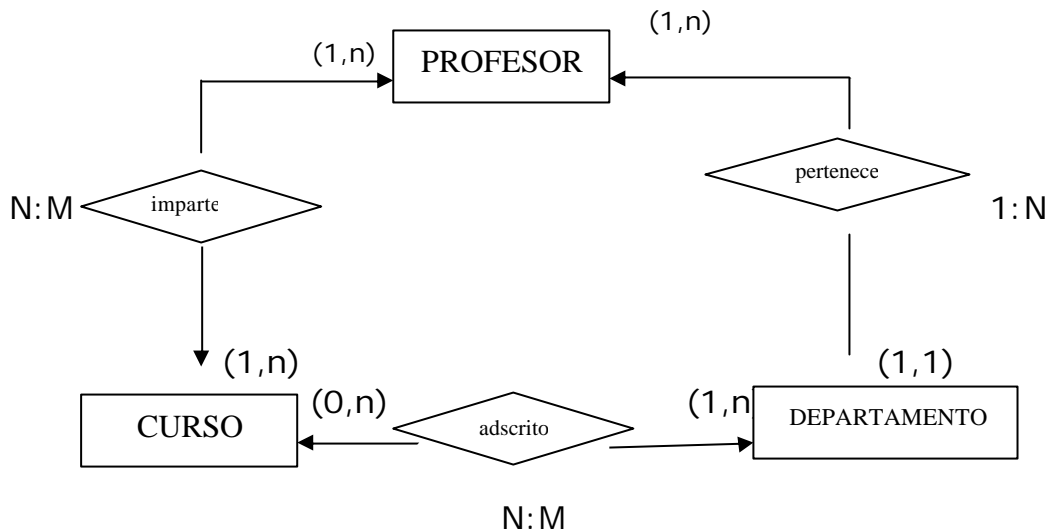 (1,n)
(1,n)
PROFESOR
imparte
N:M
pertenece
1:N
(1,n)
(0,n)
(1,n
(1,1)
CURSO
adscrito
DEPARTAMENTO
N:M